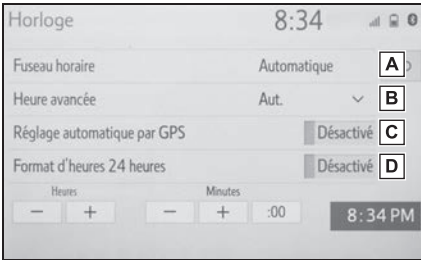 Horloge 8:34
Fuseau horaire Automatique A
Heure avancée Aut. B
Réglage automatique par GPS Désactivé C
Format d'heures 24 heures Désactivé D
Heures Minutes
− + − + :00 8:34 PM